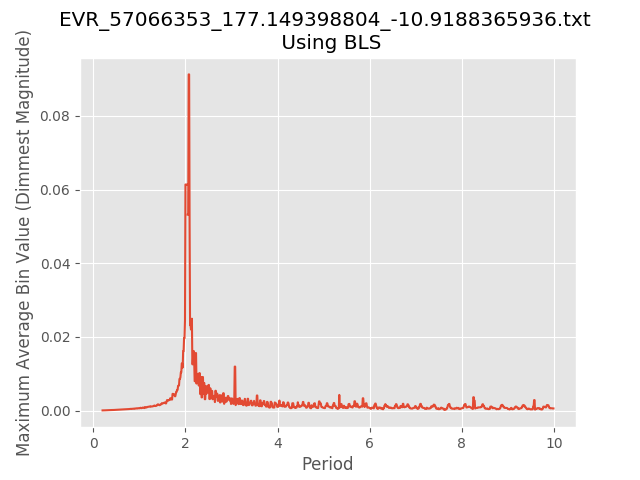 EVR_57066353_177.149398804_-10.9188365936.txt
Using BLS
Maximum Average Bin Value (Dimmest Magnitude)
0.08
0.06
0.04
0.02
0.00
0 2 4 6 8 10
Period